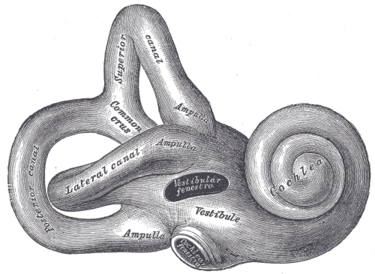 Superior
canal
Common
crus
Ampulla
Posterior canal
Lateral canal
Ampulla
Vestibular
fenestra
Vestibule
Cochlea
Ampulla